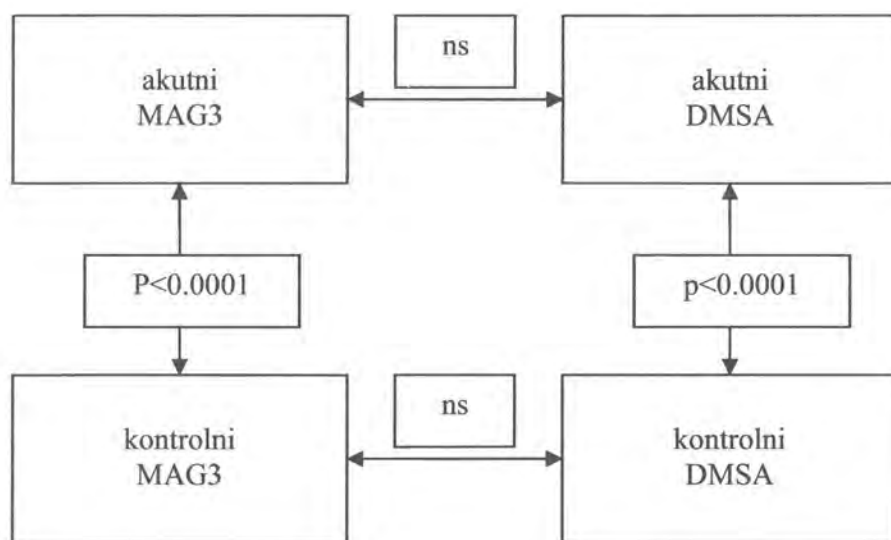 akutni
MAG3
ns
akutni
DMSA
P<0.0001
p<0.0001
kontrolni
MAG3
ns
kontrolni
DMSA